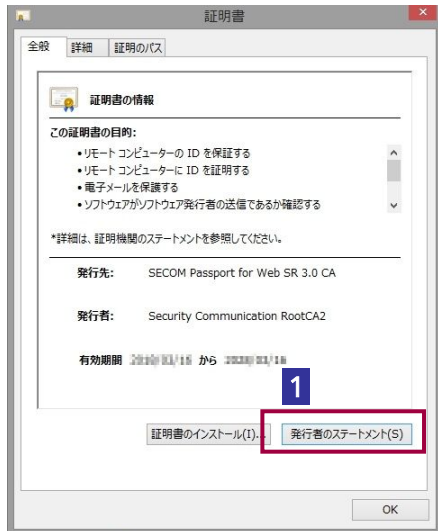 証明書
×
全般 詳細 証明のパス
証明書の情報
この証明書の目的:
•リモート コンピューターの ID を保証する
•リモート コンピューターに ID を証明する
•電子メールを保護する
•ソフトウェアがソフトウェア発行者の送信であるか確認する
*詳細は、証明機関のステートメントを参照してください。
発行先: SECOM Passport for Web SR 3.0 CA
発行者: Security Communication RootCA2
有効期間 から
1
証明書のインストール(I)... 発行者のステートメント(S)
OK